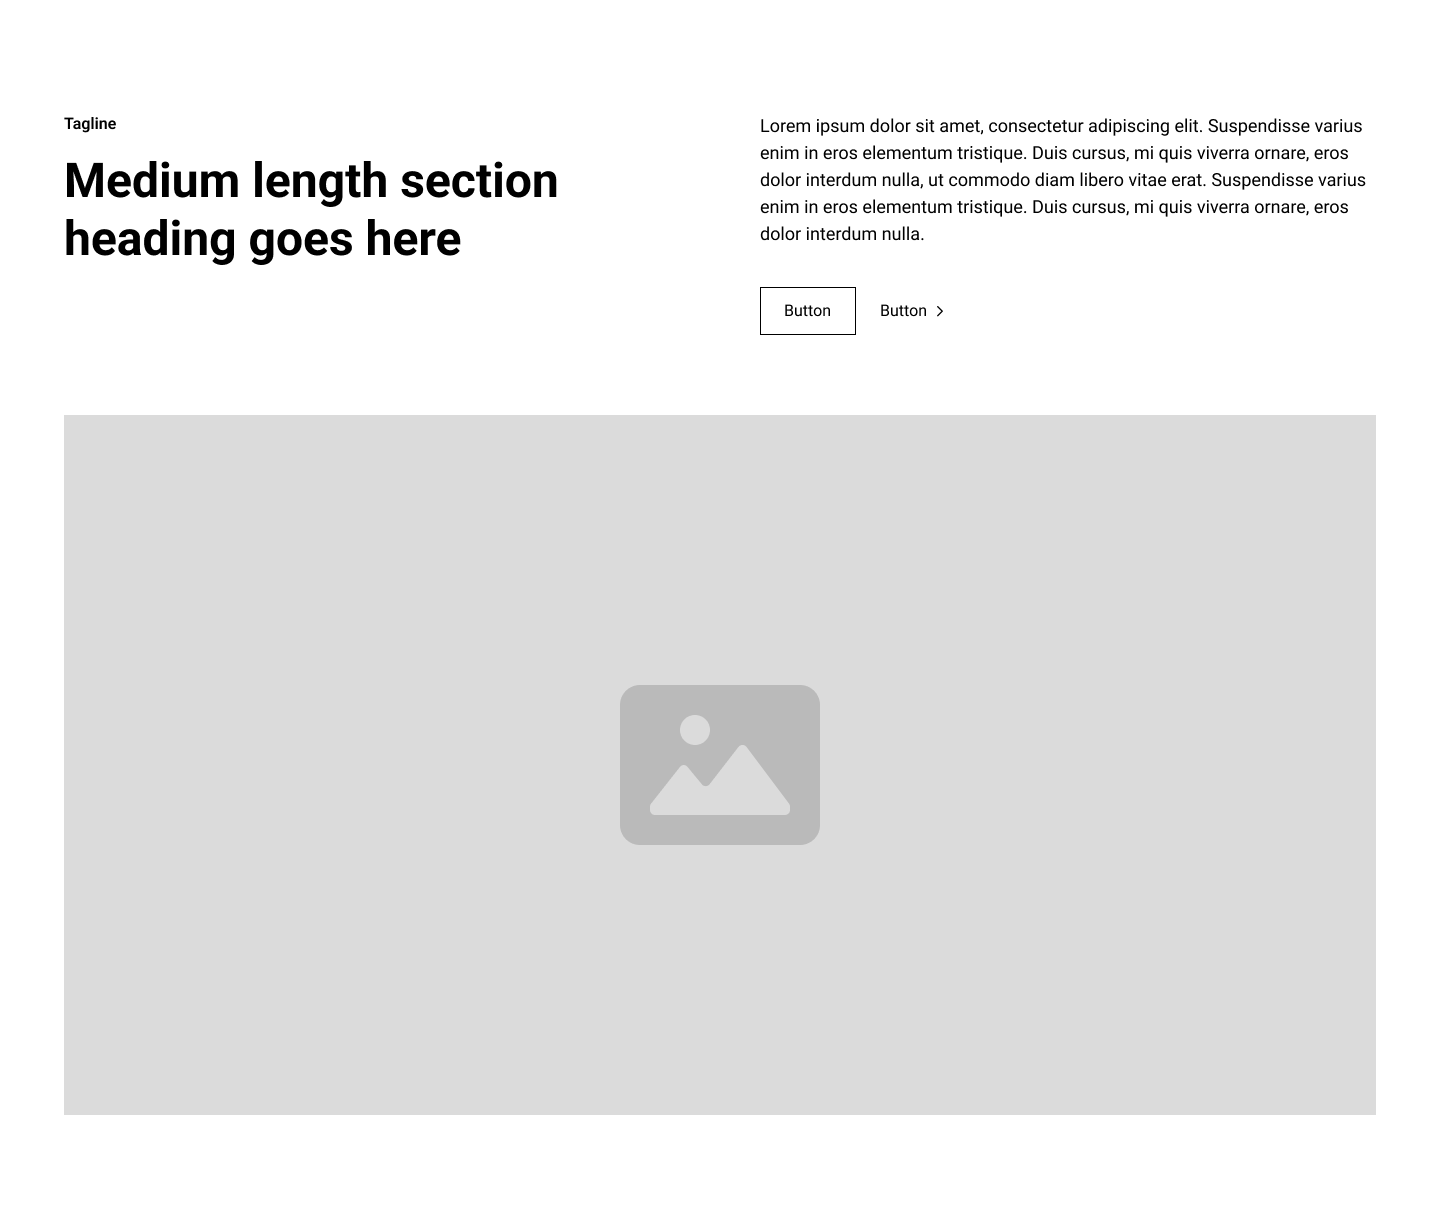 Tagline
Medium length section
heading goes here
Lorem ipsum dolor sit amet, consectetur adipiscing elit. Suspendisse varius
enim in eros elementum tristique. Duis cursus, mi quis viverra ornare, eros
dolor interdum nulla, ut commodo diam libero vitae erat. Suspendisse varius
enim in eros elementum tristique. Duis cursus, mi quis viverra ornare, eros
dolor interdum nulla.
Button
Button